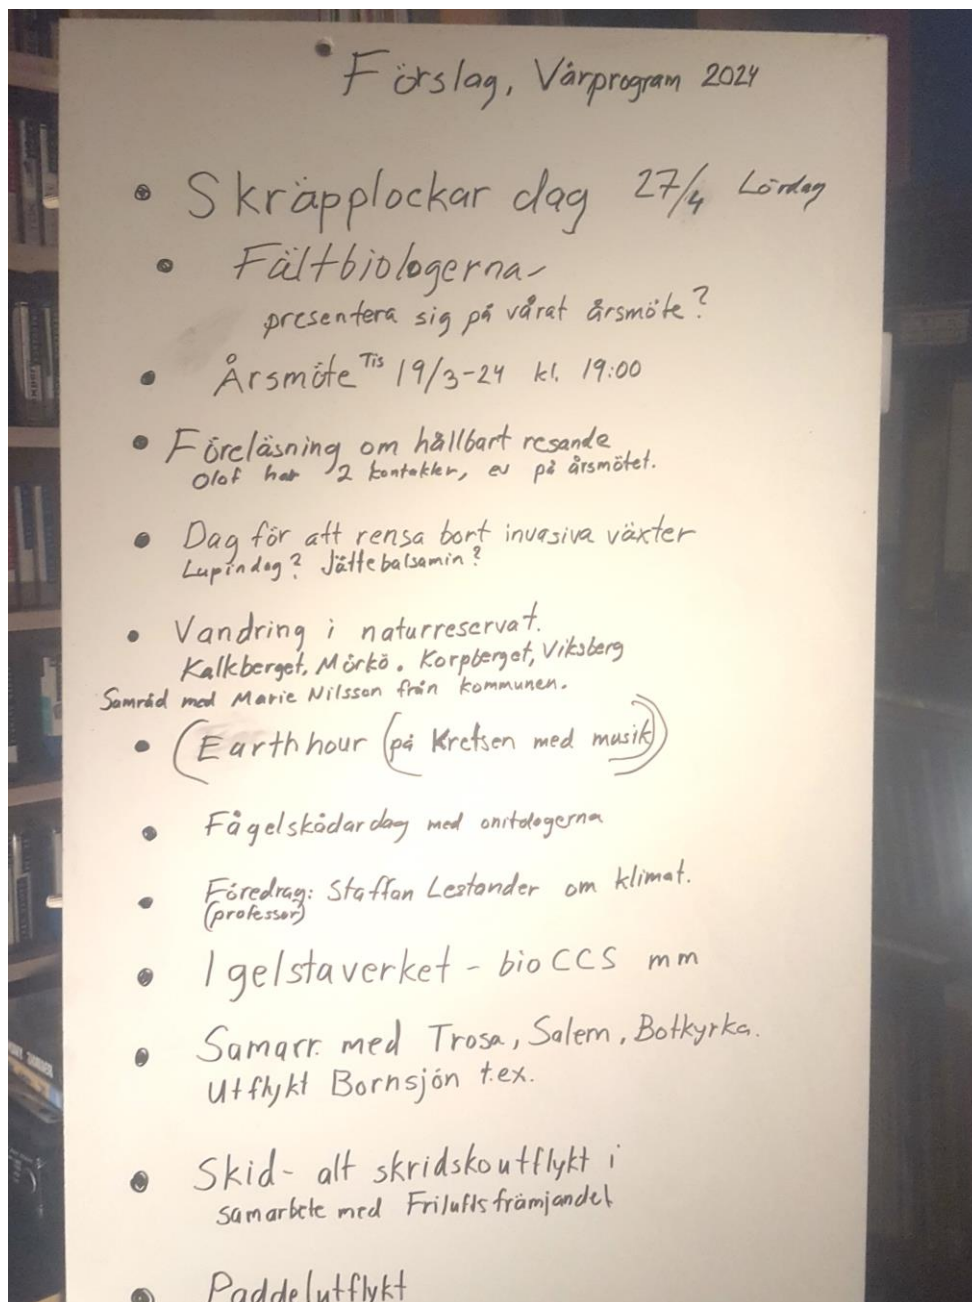 Förslag, Vårprogram 2024
Skräpplockar dag 27/4 Lördag
Fältbiologerna
presentera sig på vårat årsmöte?
Årsmöte Tis 19/3-24 kl. 19:00
Föreläsning om hållbart resande
Olof har 2 kontakter, ev på årsmötet.
Dag för att rensa bort invasiva växter
Lupindag? Jättebalsamin?
Vandring i naturreservat.
Kalkberget, Mörkö. Korpberget, Viksberg
Samråd med Marie Nilsson från kommunen.
(Earth hour (på Kretsen med musik))
Fågelskådardag med onitologerna
Föredrag: Staffan Lestander om klimat.
(professor)
Igelstaverket - bioCCS mm
Samarr. med Trosa, Salem, Botkyrka.
Utflykt Bornsjön t.ex.
Skid- alt skridskoutflykt i
samarbete med Friluftsfrämjandet
Paddelutflykt